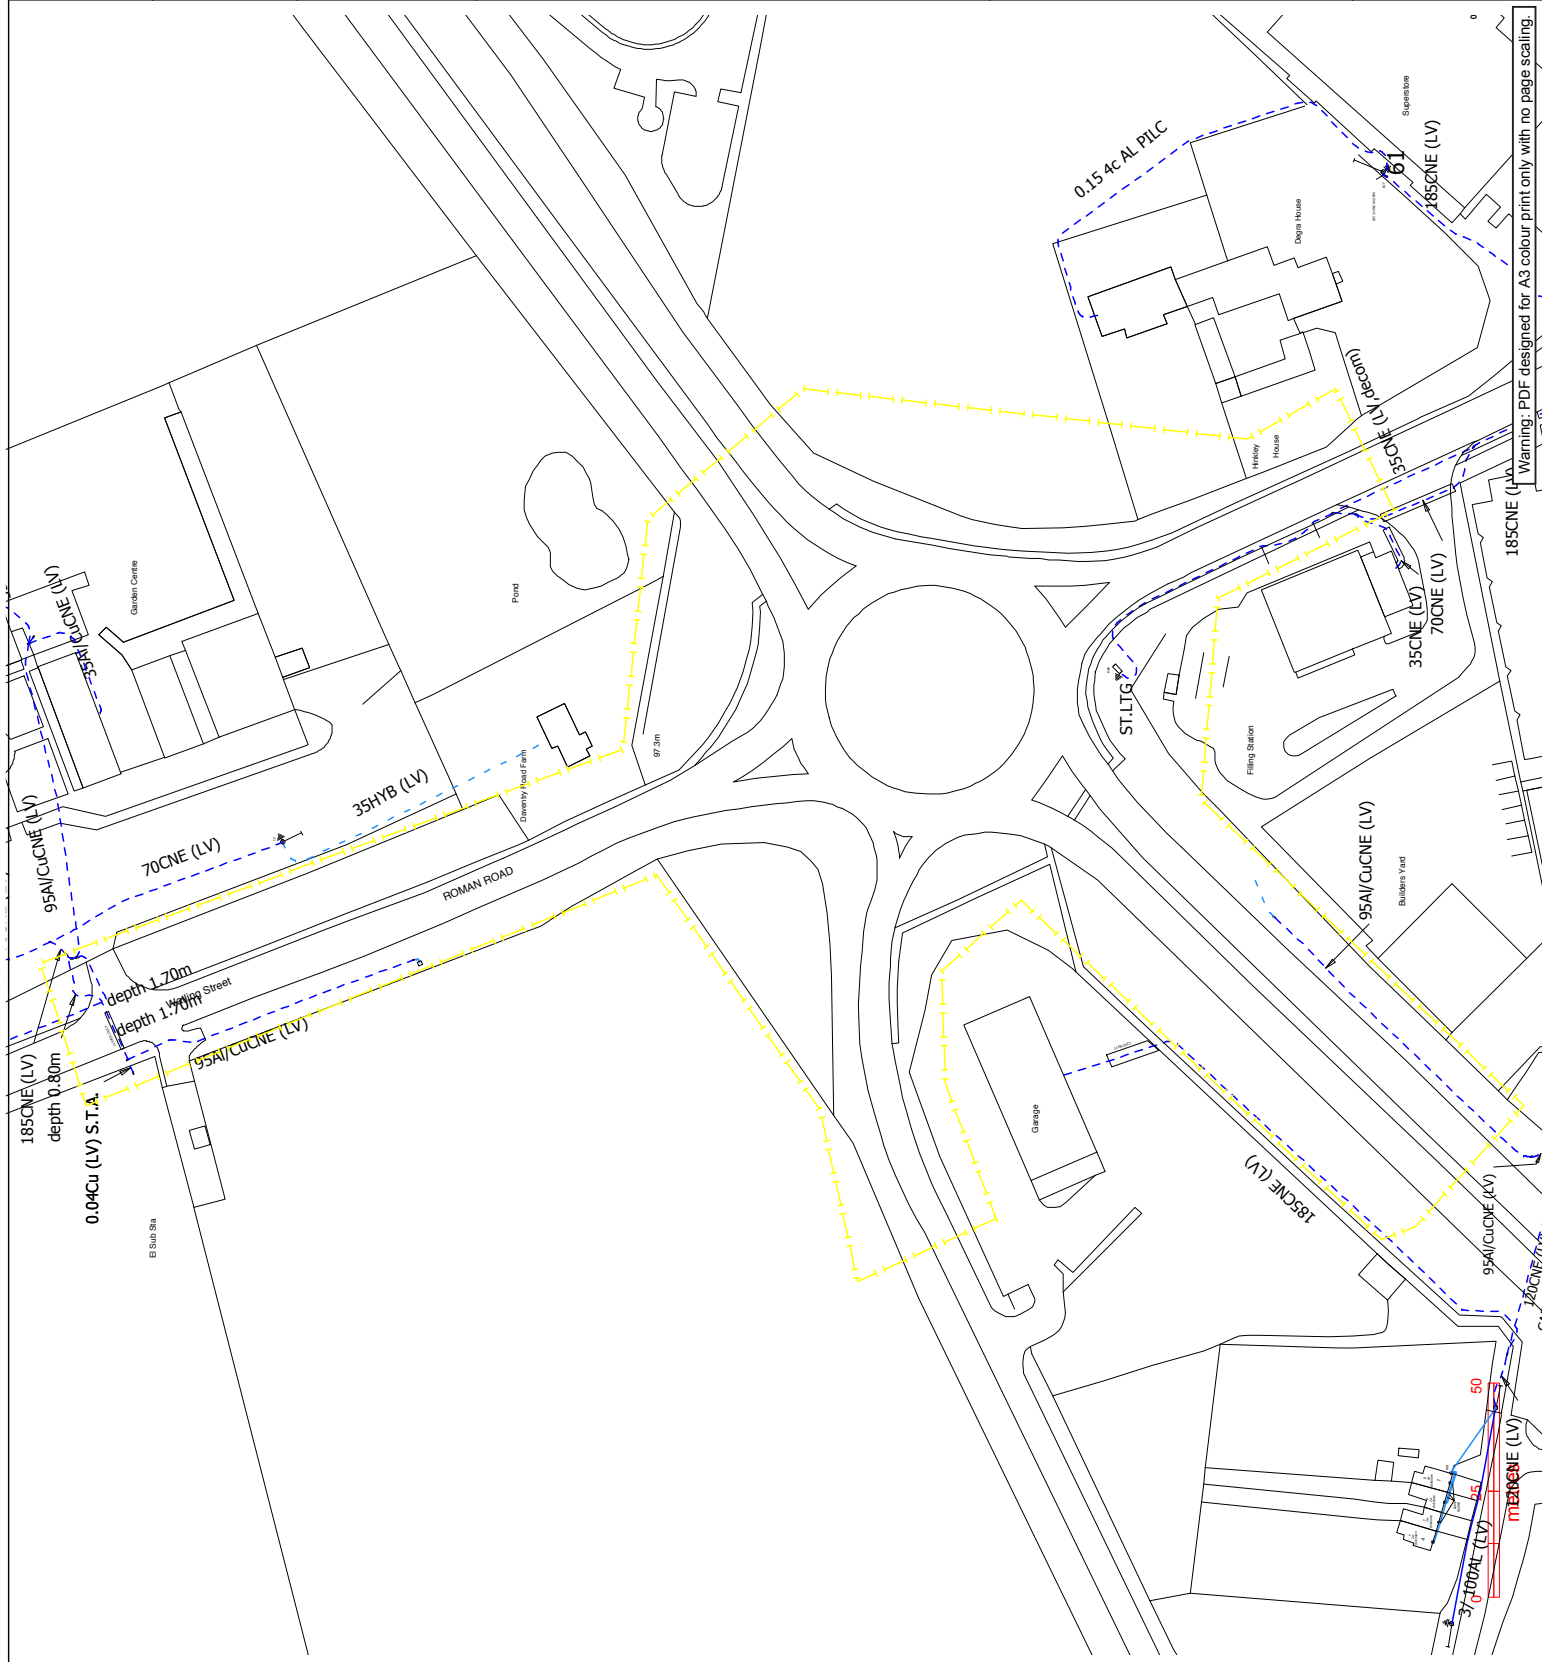 Warning: PDF designed for A3 colour print only with no page scaling.
Superstore
61
185CNE (LV)
0.15 4c AL PILC
Degra House
Hinkley
House
35CNE (LV,decom)
185CNE (LV)
35CNE (LV)
70CNE (LV)
ST.LTG
Filling Station
Builders Yard
95Al/CuCNE (LV)
Garden Centre
35Al/CuCNE (LV)
Pond
97.3m
Daventry Road Farm
35HYB (LV)
70CNE (LV)
95Al/CuCNE (LV)
ROMAN ROAD
Watling Street
depth 1.70m
depth 1.70m
95Al/CuCNE (LV)
185CNE (LV)
depth 0.80m
0.04Cu (LV) S.T.A.
El Sub Sta
Garage
185CNE (LV)
95Al/CuCNE (LV)
120CNE (LV)
120CNE (LV)
3/ 100AL (LV)
0
25
50
metres